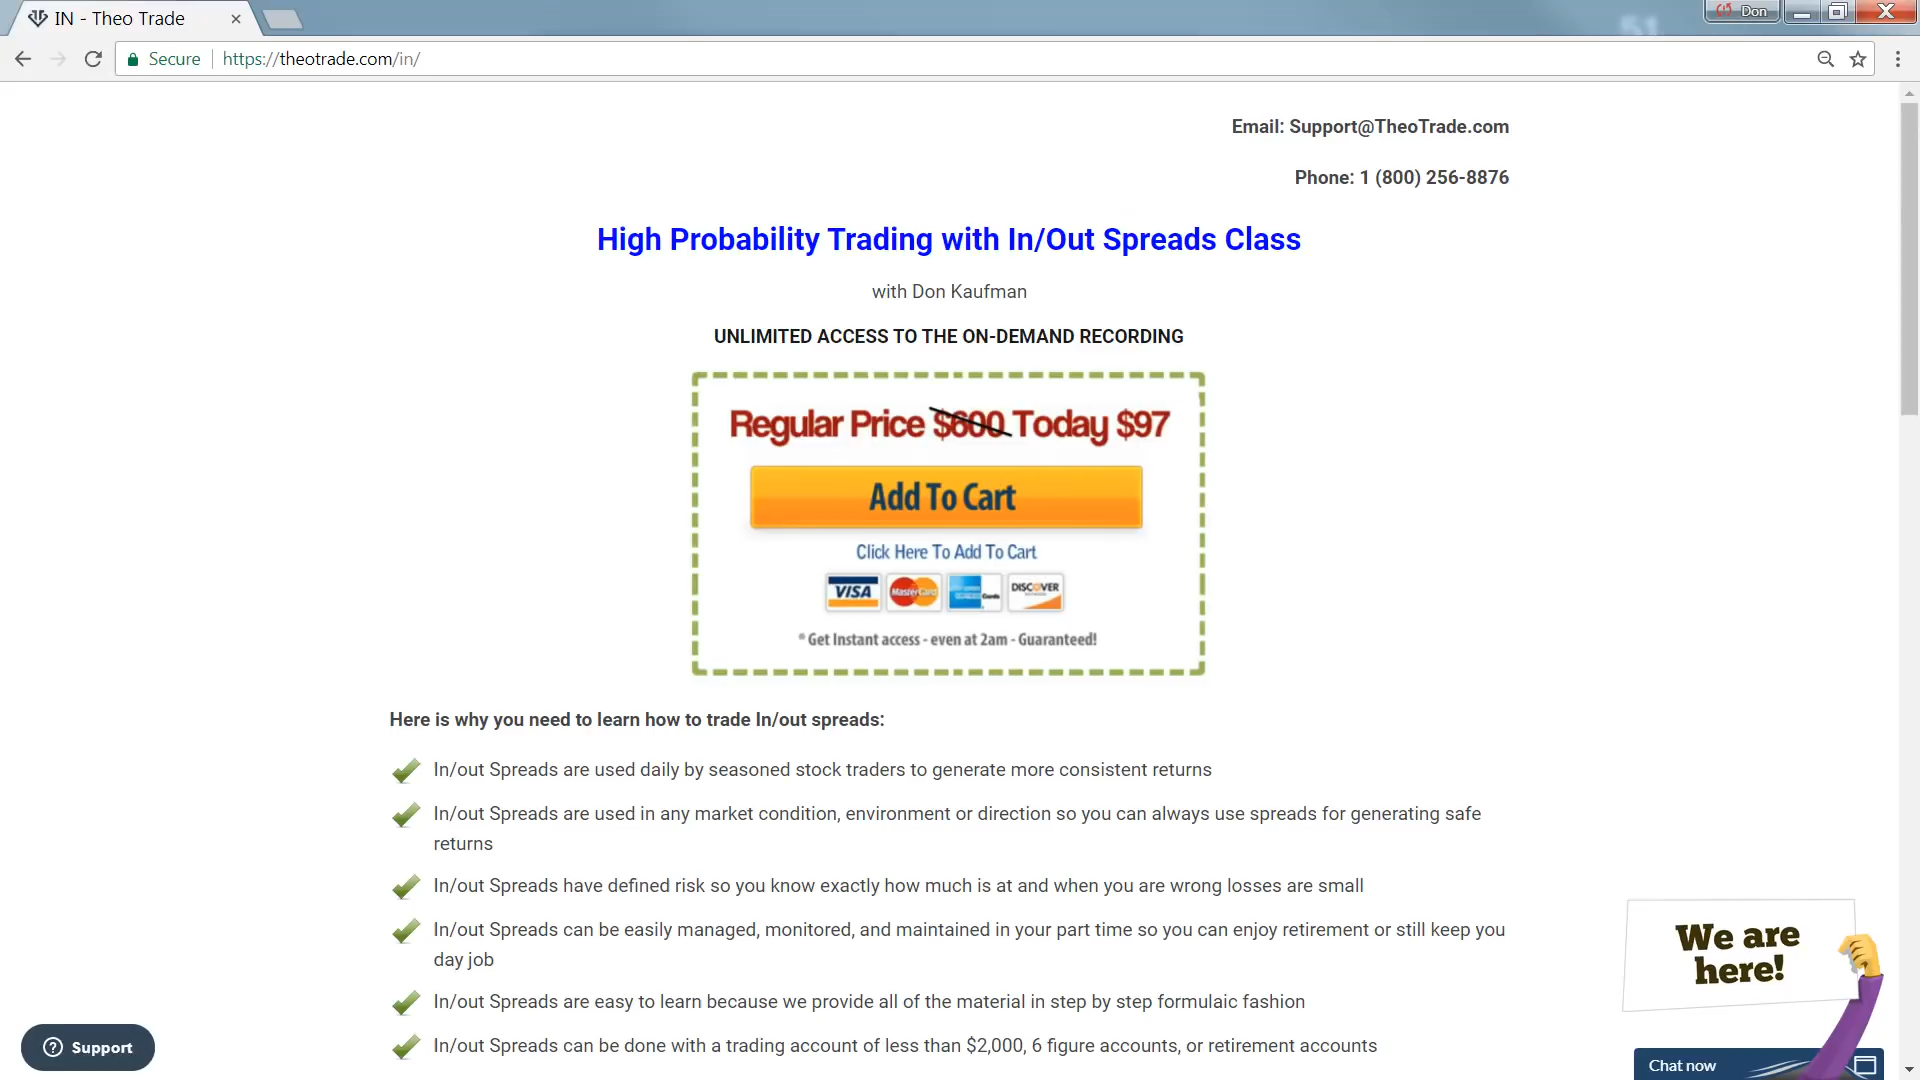 IN - Theo Trade
Don
Secure
https://theotrade.com/in/
Email: Support@TheoTrade.com
Phone: 1 (800) 256-8876
High Probability Trading with In/Out Spreads Class
with Don Kaufman
UNLIMITED ACCESS TO THE ON-DEMAND RECORDING
Regular Price $600 Today $97
Add To Cart
Click Here To Add To Cart
VISA MasterCard DISCOVER
* Get Instant access - even at 2am - Guaranteed!
Here is why you need to learn how to trade In/out spreads:
In/out Spreads are used daily by seasoned stock traders to generate more consistent returns
In/out Spreads are used in any market condition, environment or direction so you can always use spreads for generating safe
returns
In/out Spreads have defined risk so you know exactly how much is at and when you are wrong losses are small
In/out Spreads can be easily managed, monitored, and maintained in your part time so you can enjoy retirement or still keep you
day job
In/out Spreads are easy to learn because we provide all of the material in step by step formulaic fashion
In/out Spreads can be done with a trading account of less than $2,000, 6 figure accounts, or retirement accounts
We are
here!
Support
Chat now